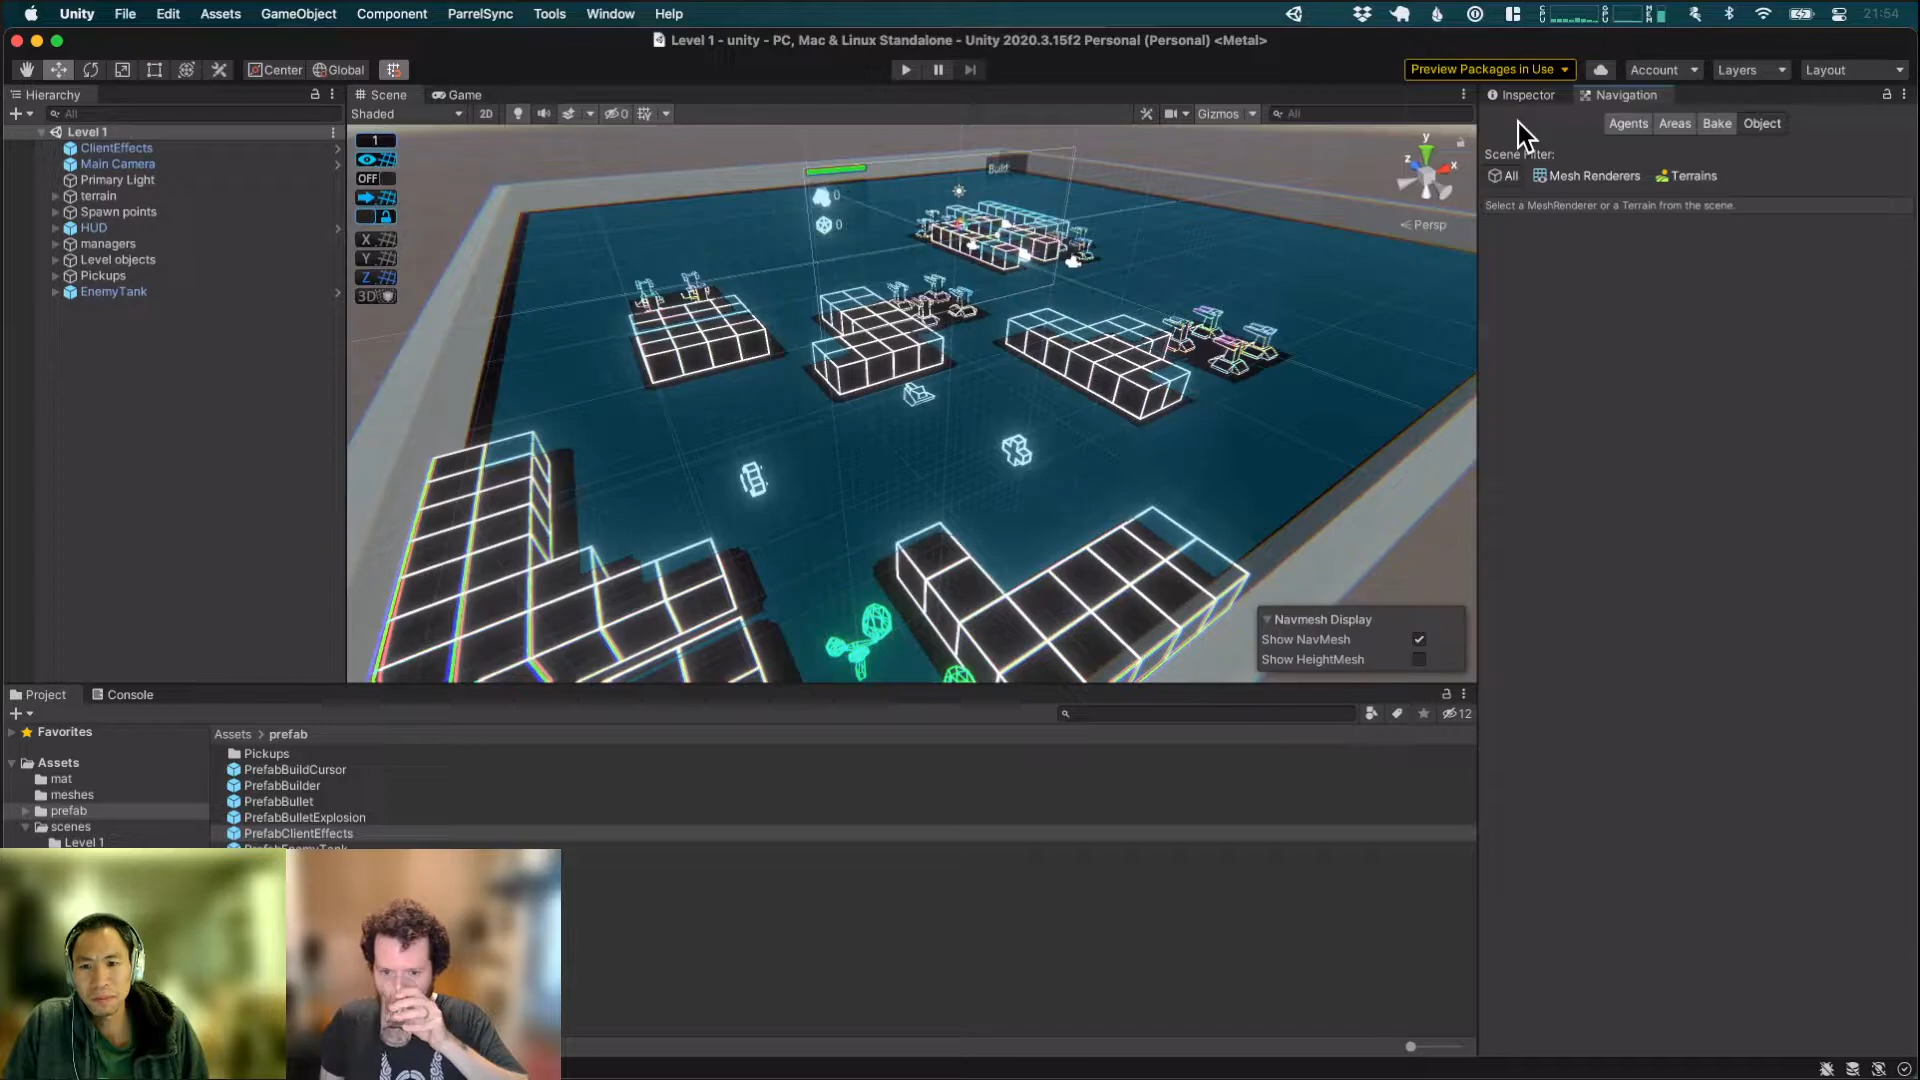 Unity File Edit Assets GameObject Component ParrelSync Tools Window Help 21:54
Level 1 - unity - PC, Mac & Linux Standalone - Unity 2020.3.15f2 Personal (Personal) <Metal>
Center Global Preview Packages in Use Account Layers Layout
Hierarchy Scene Game Inspector Navigation
All Shaded 2D 0 Gizmos All
Agents Areas Bake Object
Level 1
ClientEffects
Main Camera
Primary Light
terrain
Spawn points
HUD
managers
Level objects
Pickups
EnemyTank
1
OFF
X
Y
Z
3D
Build
0
0
y
z
x
Persp
Scene Filter:
All Mesh Renderers Terrains
Select a MeshRenderer or a Terrain from the scene.
Navmesh Display
Show NavMesh
Show HeightMesh
Project Console
12
Favorites
Assets
mat
meshes
prefab
scenes
Level 1
Assets > prefab
Pickups
PrefabBuildCursor
PrefabBuilder
PrefabBullet
PrefabBulletExplosion
PrefabClientEffects
PrefabEnemyTank